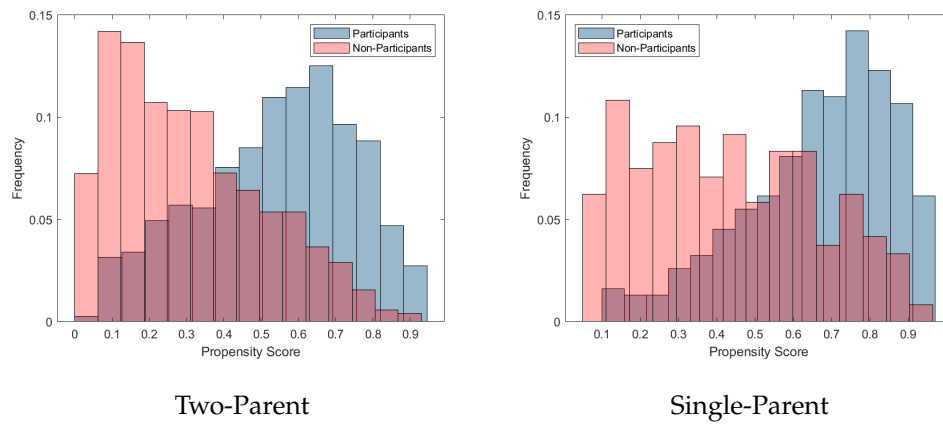 0.15
0.1
0.05
0
Frequency
Participants
Non-Participants
0 0.1 0.2 0.3 0.4 0.5 0.6 0.7 0.8 0.9
Propensity Score
Two-Parent
0.15
0.1
0.05
0
Frequency
Participants
Non-Participants
0.1 0.2 0.3 0.4 0.5 0.6 0.7 0.8 0.9
Propensity Score
Single-Parent